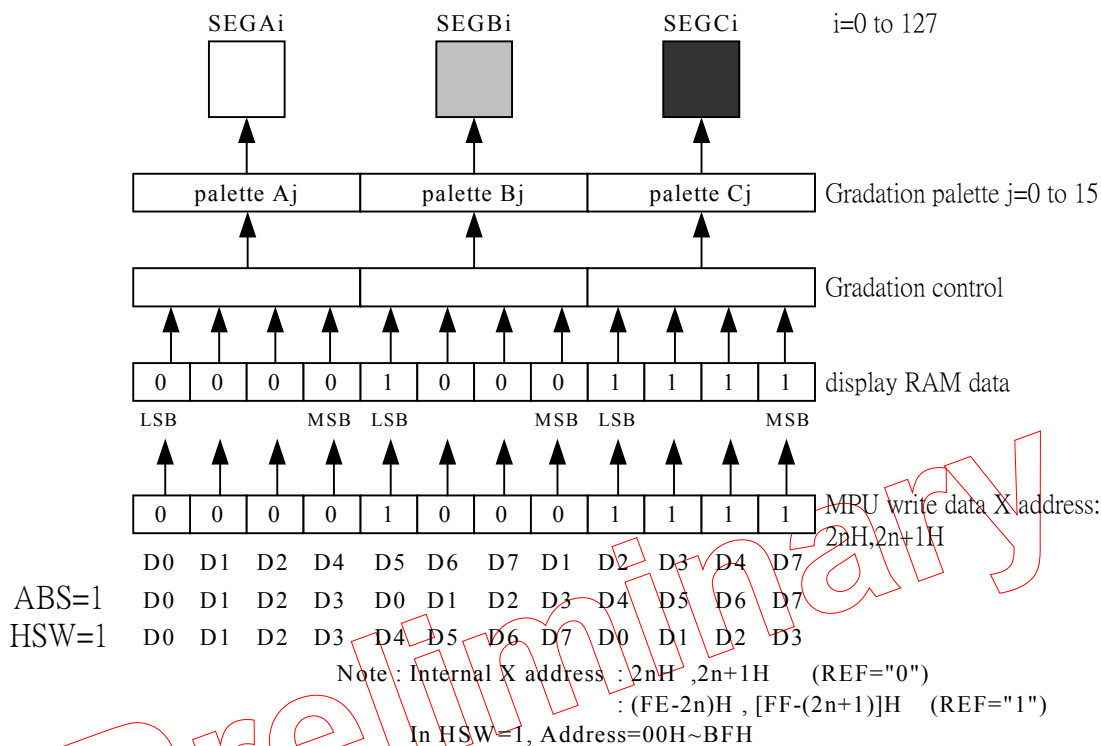 SEGAi SEGBi SEGCi i=0 to 127
palette Aj palette Bj palette Cj Gradation palette j=0 to 15
Gradation control
0 0 0 0 1 0 0 0 1 1 1 1 display RAM data
LSB MSB LSB MSB LSB MSB
0 0 0 0 1 0 0 0 1 1 1 1 MPU write data X address:
2nH,2n+1H
D0 D1 D2 D4 D5 D6 D7 D1 D2 D3 D4 D7
ABS=1 D0 D1 D2 D3 D0 D1 D2 D3 D4 D5 D6 D7
HSW=1 D0 D1 D2 D3 D4 D5 D6 D7 D0 D1 D2 D3
Note : Internal X address : 2nH ,2n+1H (REF="0")
: (FE-2n)H , [FF-(2n+1)]H (REF="1")
In HSW=1, Address=00H~BFH
Preliminary